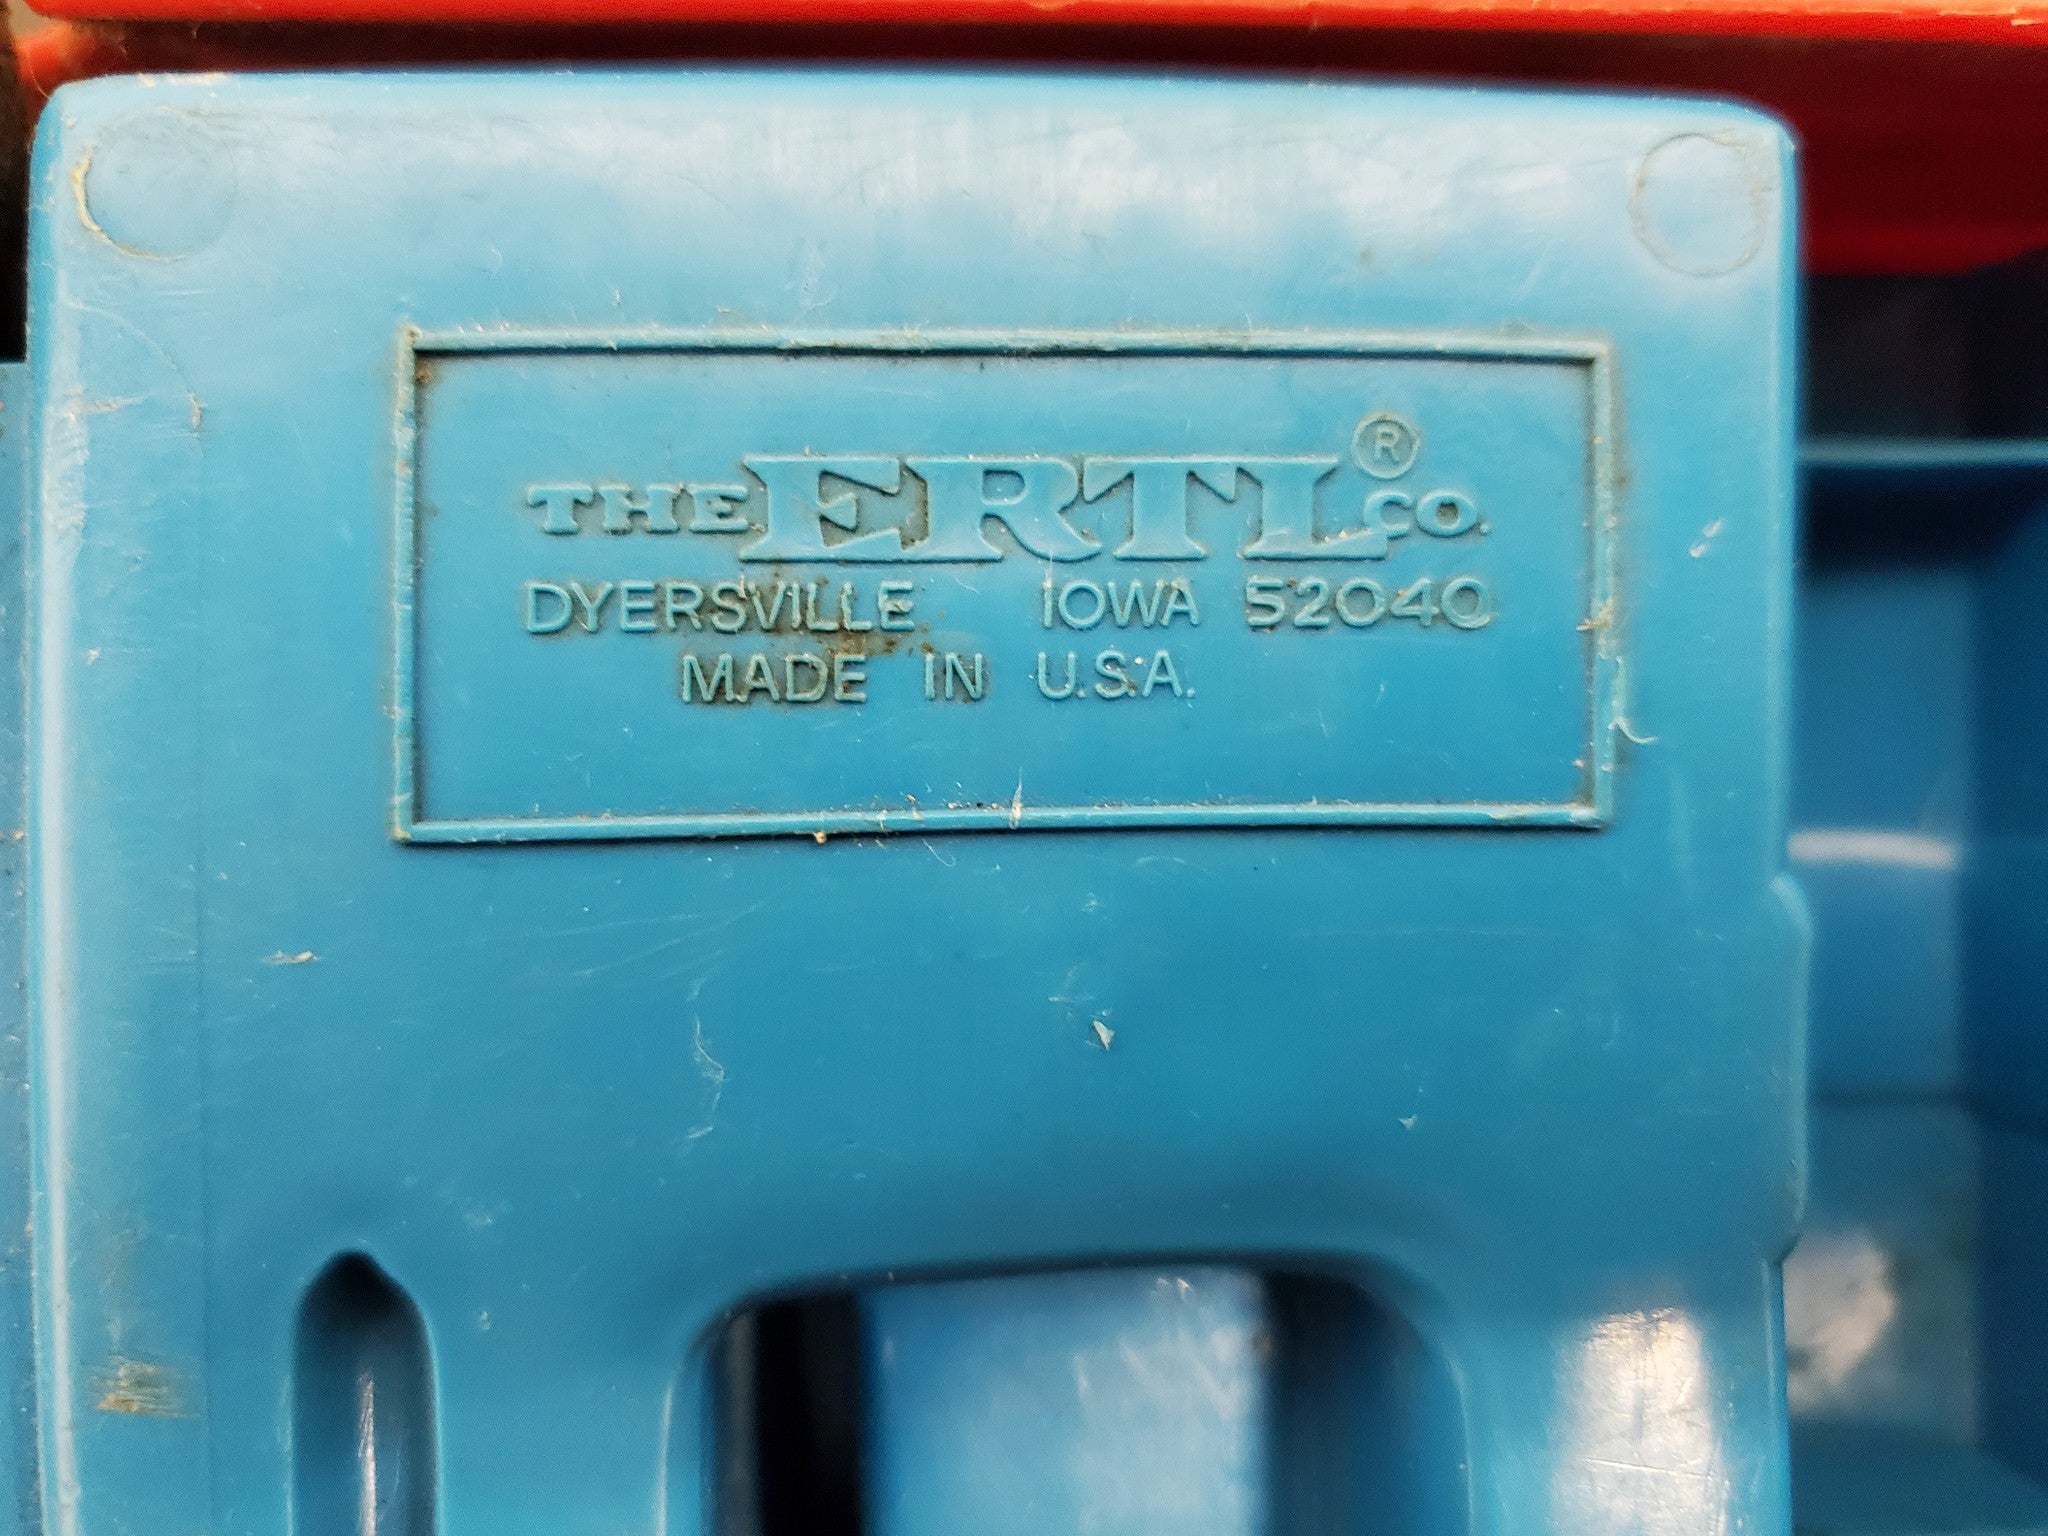 THE ERTL® CO.
DYERSVILLE IOWA 52040
MADE IN U.S.A.